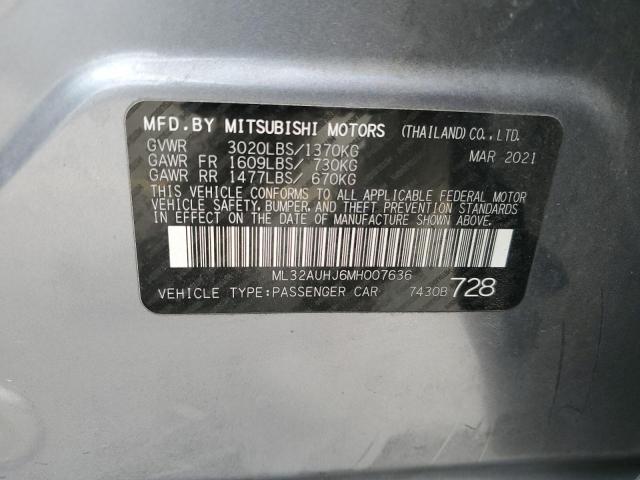 MFD.BY MITSUBISHI MOTORS (THAILAND)CO.,LTD.
GVWR 3020LBS/1370KG MAR 2021
GAWR FR 1609LBS/ 730KG
GAWR RR 1477LBS/ 670KG
THIS VEHICLE CONFORMS TO ALL APPLICABLE FEDERAL MOTOR
VEHICLE SAFETY,BUMPER,AND THEFT PREVENTION STANDARDS
IN EFFECT ON THE DATE OF MANUFACTURE SHOWN ABOVE.
ML32AUHJ6MH007636
VEHICLE TYPE:PASSENGER CAR 7430B 728